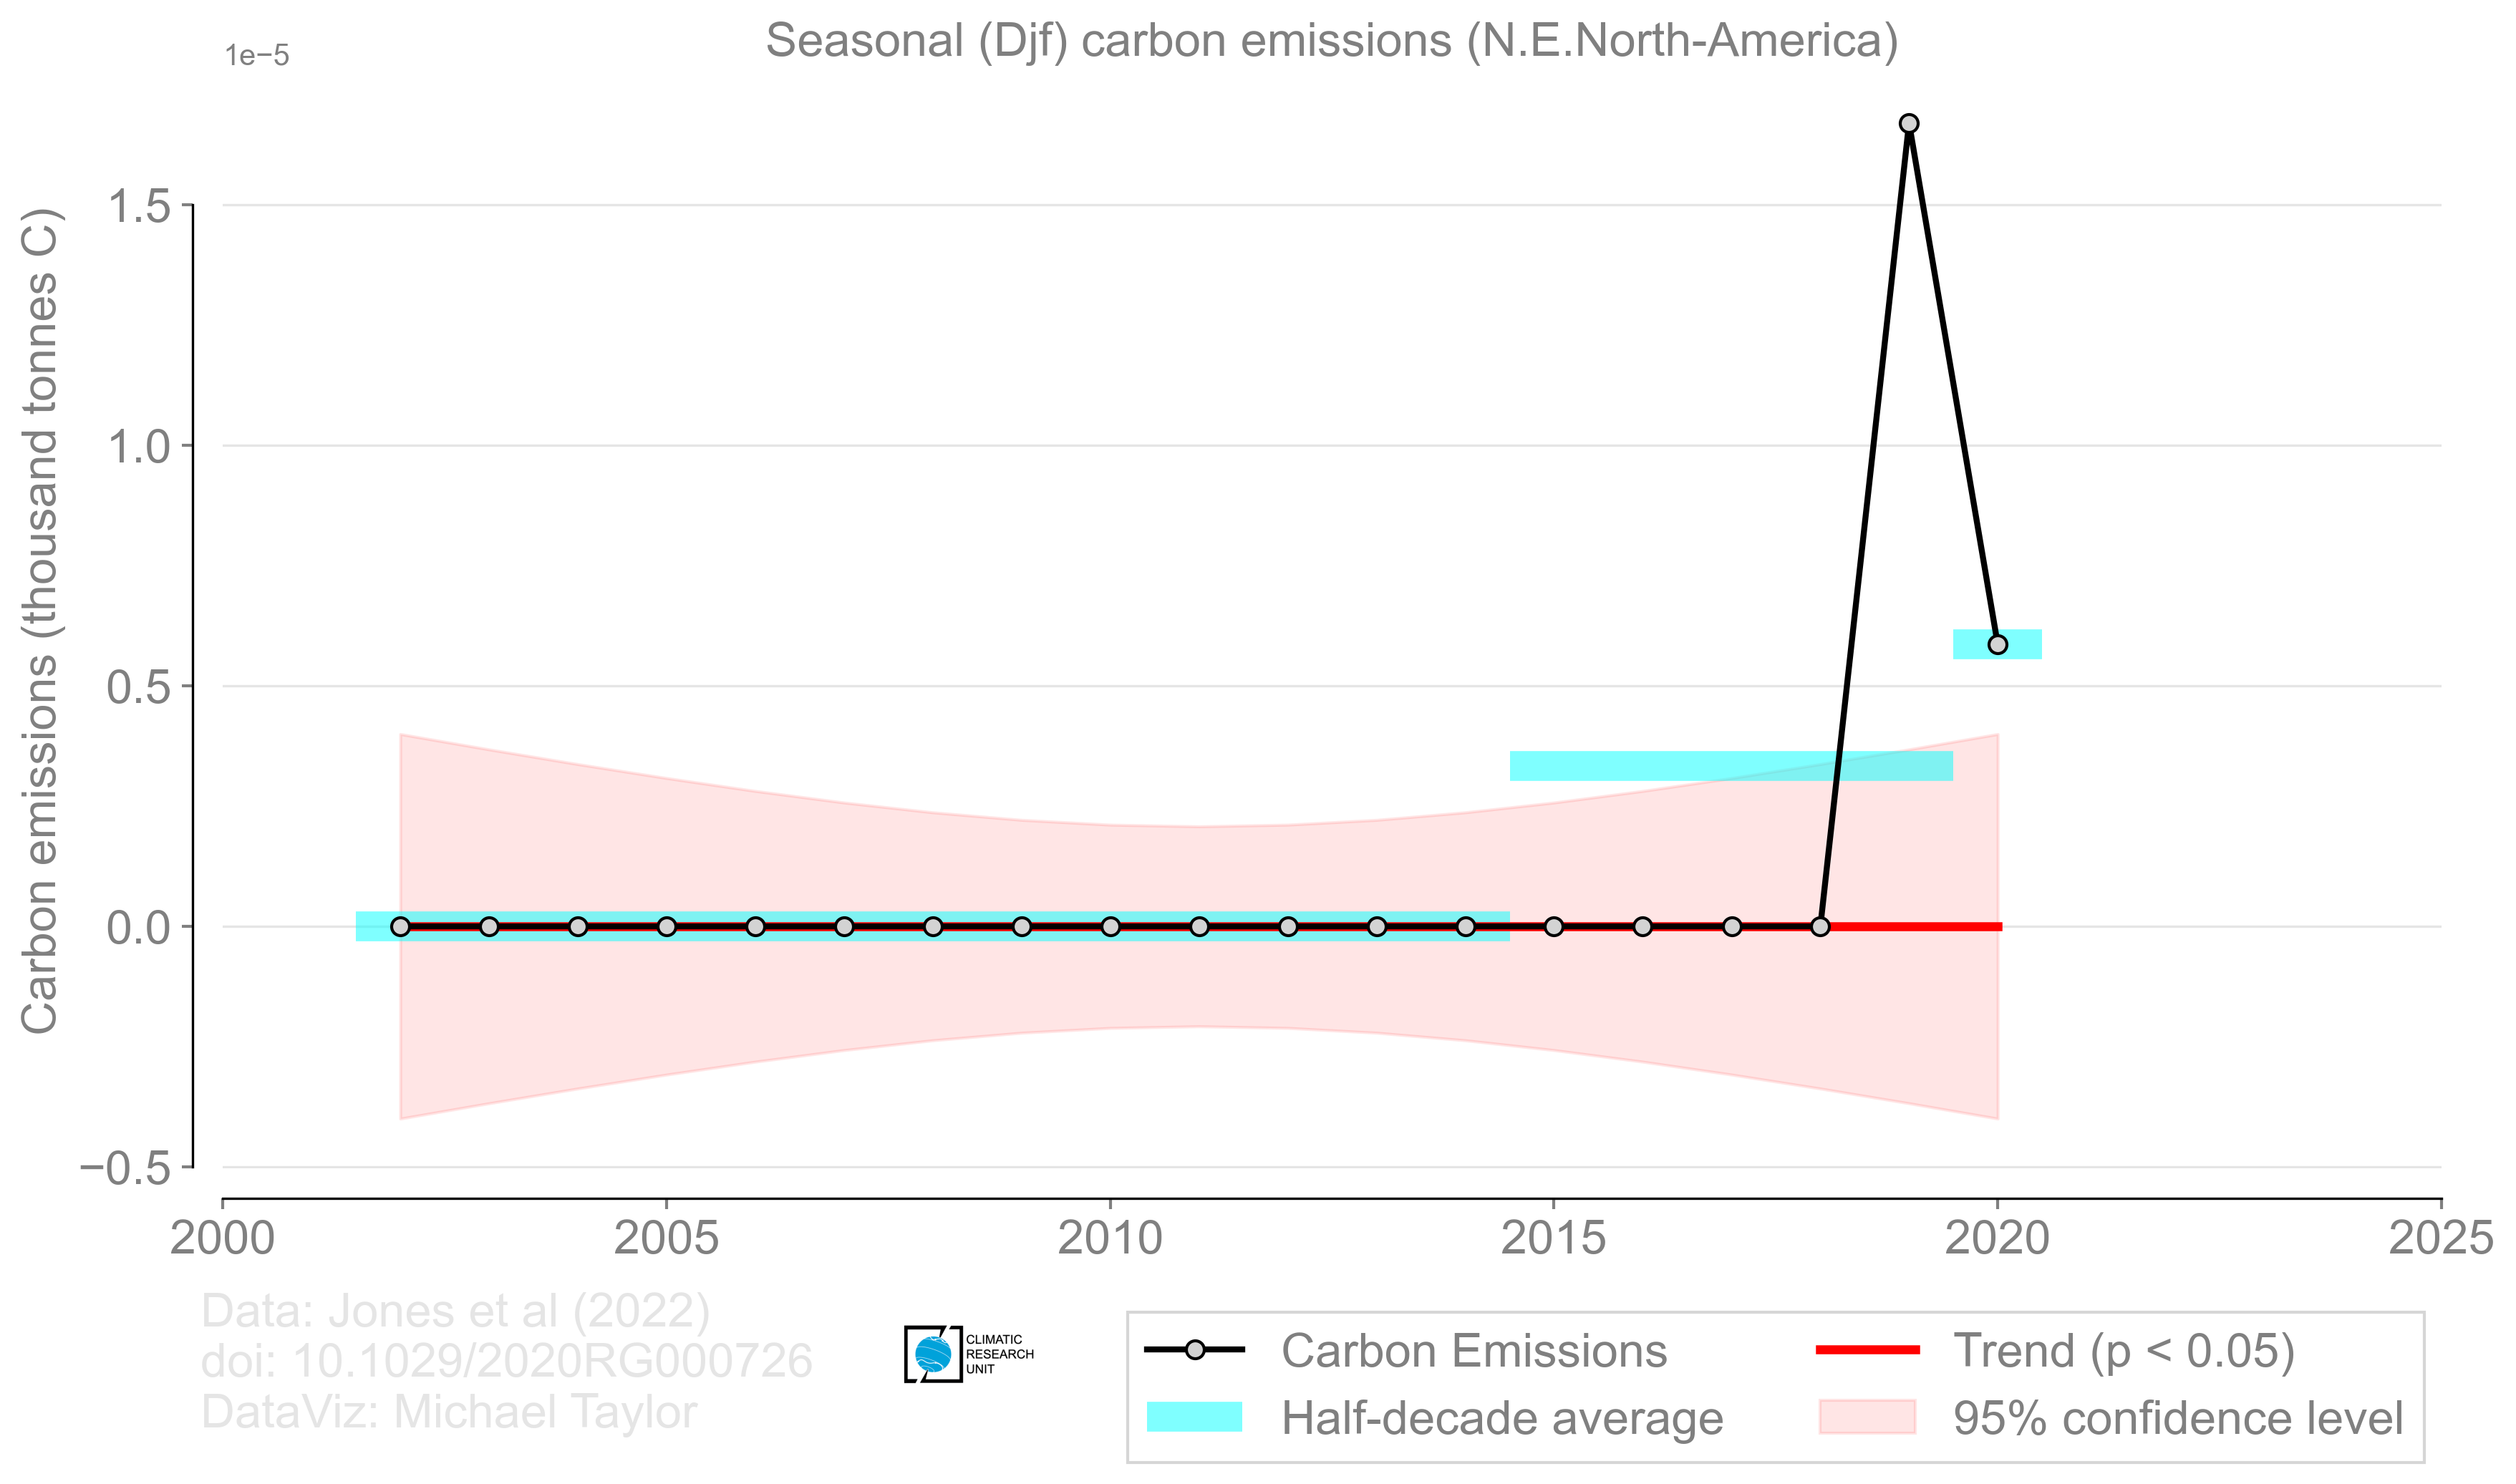 Seasonal (Djf) carbon emissions (N.E.North-America)
1e−5
Carbon emissions (thousand tonnes C)
1.5
1.0
0.5
0.0
−0.5
2000 2005 2010 2015 2020 2025
Data: Jones et al (2022)
doi: 10.1029/2020RG000726
DataViz: Michael Taylor
CLIMATIC
RESEARCH
UNIT
Carbon Emissions
Half-decade average
Trend (p < 0.05)
95% confidence level